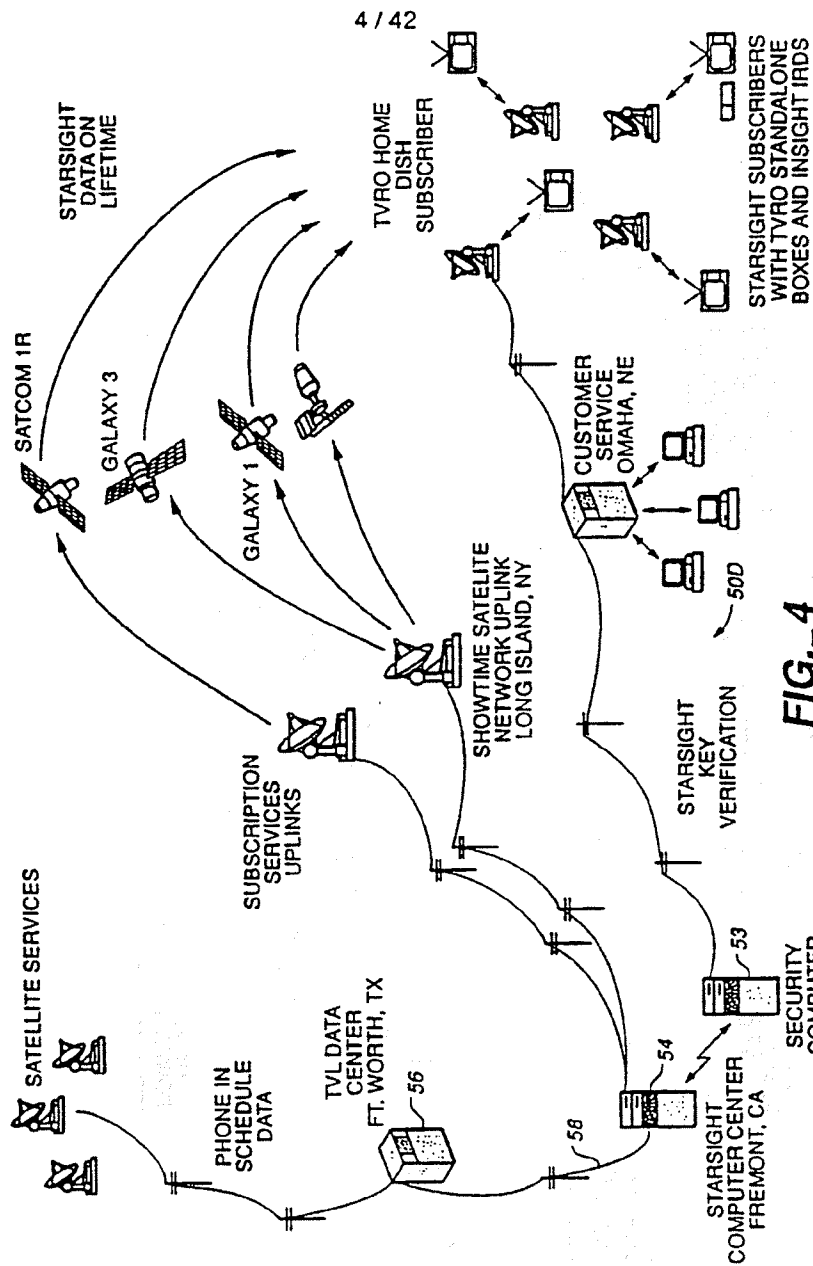 4 / 42
SATELLITE SERVICES
PHONE IN
SCHEDULE
DATA
TVL DATA
CENTER
FT. WORTH, TX
56
58
54
STARSIGHT
COMPUTER CENTER
FREMONT, CA
53
SECURITY
SUBSCRIPTION
SERVICES
UPLINKS
SHOWTIME SATELITE
NETWORK UPLINK
LONG ISLAND, NY
STARSIGHT
KEY
VERIFICATION
50D
SATCOM 1R
GALAXY 3
GALAXY 1
CUSTOMER
SERVICE
OMAHA, NE
STARSIGHT
DATA ON
LIFETIME
TVRO HOME
DISH
SUBSCRIBER
STARSIGHT SUBSCRIBERS
WITH TVRO STANDALONE
BOXES AND INSIGHT IRDS
FIG._4